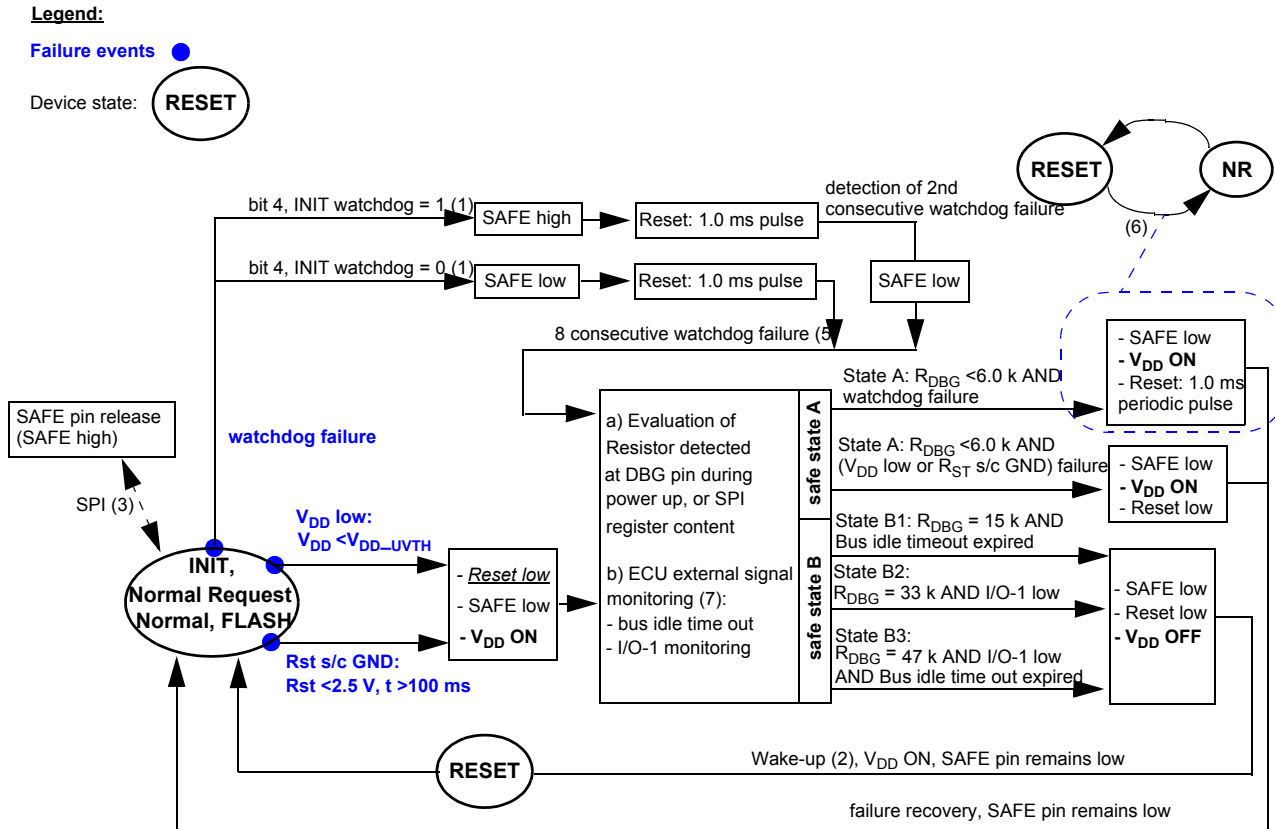 Legend:
Failure events
Device state:
RESET
RESET
NR
(6)
bit 4, INIT watchdog = 1 (1)
SAFE high
Reset: 1.0 ms pulse
detection of 2nd
consecutive watchdog failure
bit 4, INIT watchdog = 0 (1)
SAFE low
Reset: 1.0 ms pulse
SAFE low
8 consecutive watchdog failure (5
- SAFE low
- VDD ON
- Reset: 1.0 ms
periodic pulse
State A: RDBG <6.0 k AND
watchdog failure
SAFE pin release
(SAFE high)
SPI (3)
watchdog failure
a) Evaluation of
Resistor detected
at DBG pin during
power up, or SPI
register content
b) ECU external signal
monitoring (7):
- bus idle time out
- I/O-1 monitoring
safe state A
safe state B
State A: RDBG <6.0 k AND
(VDD low or RST s/c GND) failure
- SAFE low
- VDD ON
- Reset low
VDD low:
VDD <VDD_UVTH
INIT,
Normal Request
Normal, FLASH
- Reset low
- SAFE low
- VDD ON
Rst s/c GND:
Rst <2.5 V, t >100 ms
State B1: RDBG = 15 k AND
Bus idle timeout expired
State B2:
RDBG = 33 k AND I/O-1 low
State B3:
RDBG = 47 k AND I/O-1 low
AND Bus idle time out expired
- SAFE low
- Reset low
- VDD OFF
RESET
Wake-up (2), VDD ON, SAFE pin remains low
failure recovery, SAFE pin remains low